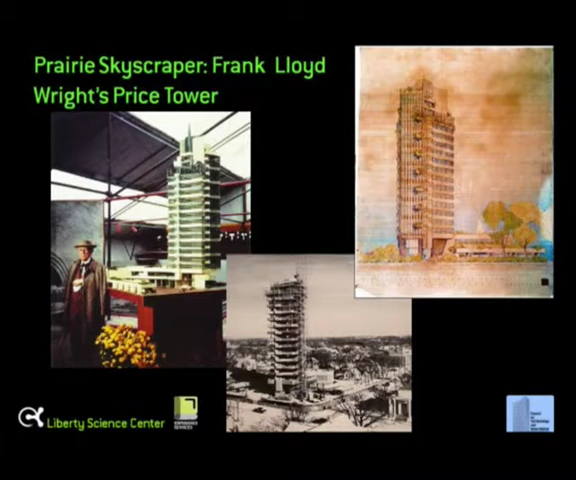 Prairie Skyscraper: Frank Lloyd
Wright's Price Tower
Liberty Science Center